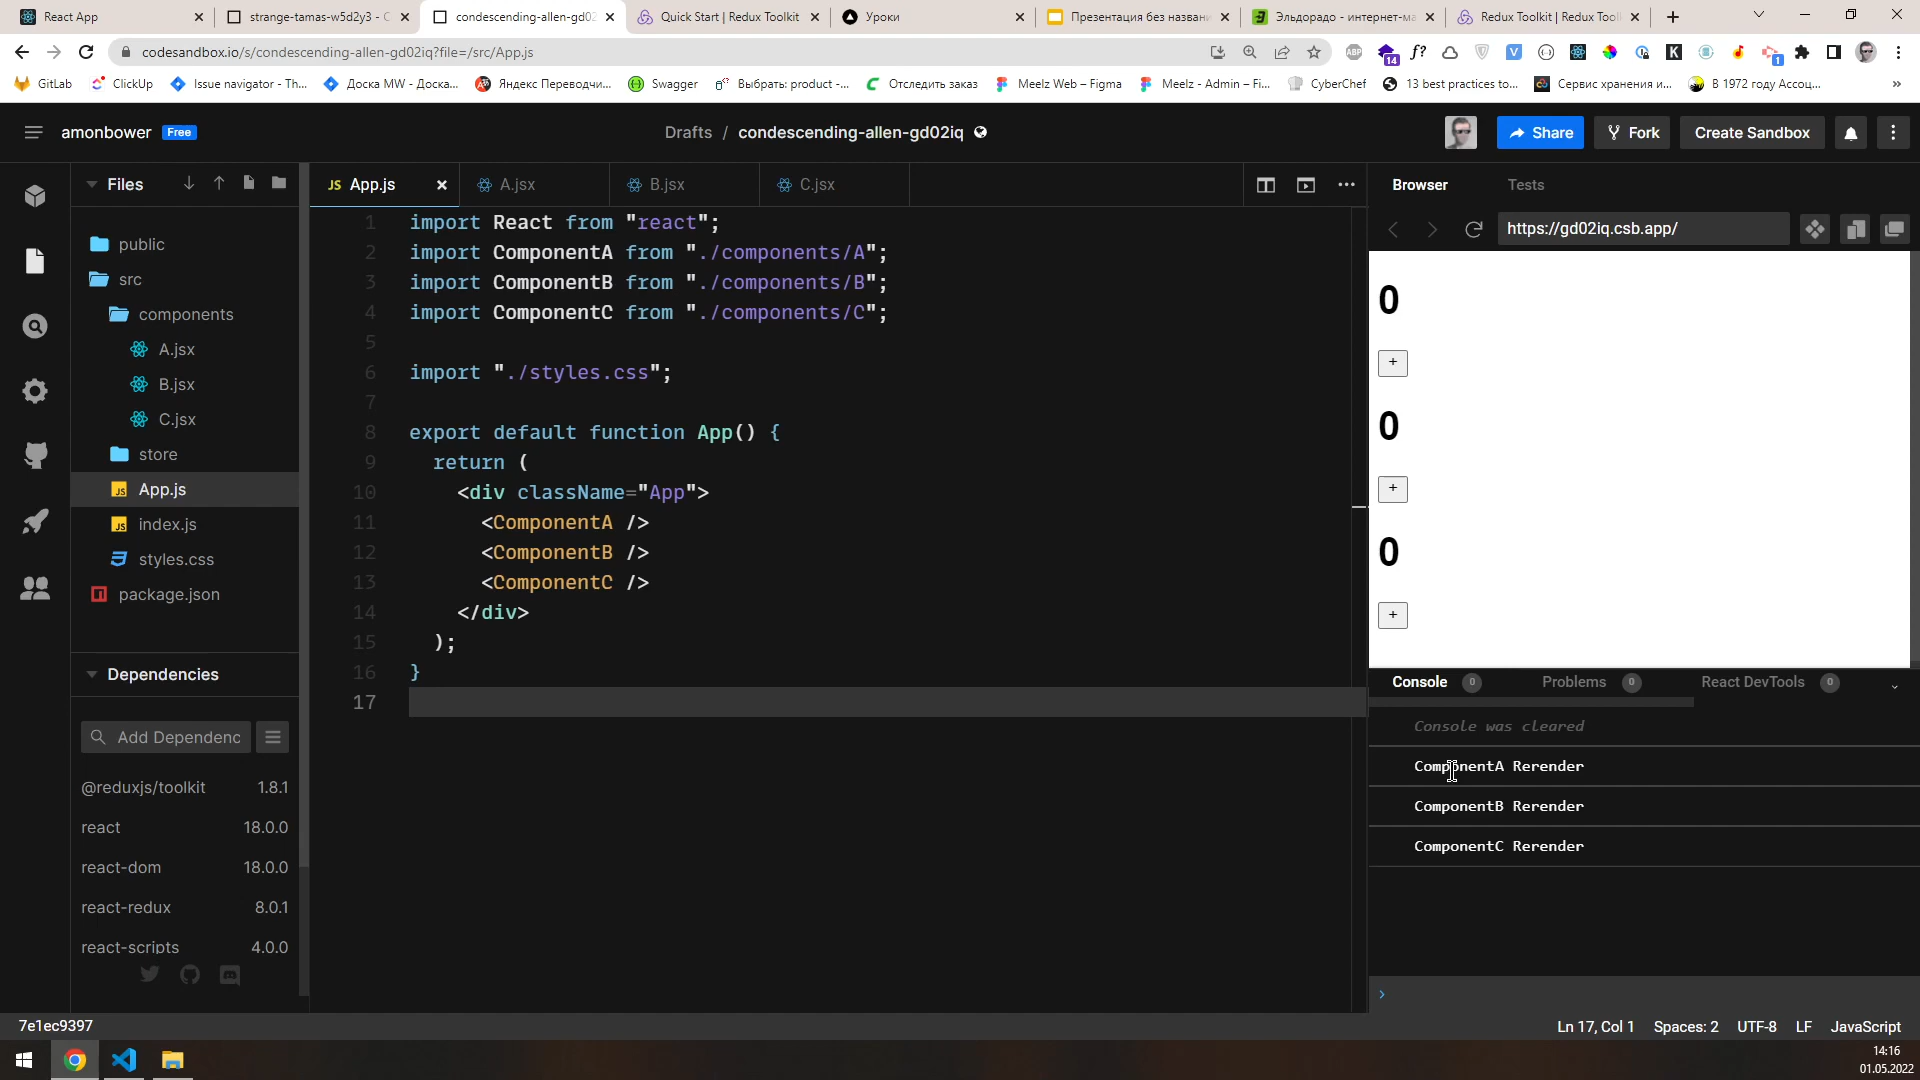 React App
strange-tamas-w5d2y3 - C
condescending-allen-gd02
Quick Start | Redux Toolkit
Уроки
Презентация без назван
Эльдорадо - интернет-ма
Redux Toolkit | Redux Tool
codesandbox.io/s/condescending-allen-gd02iq?file=/src/App.js
ABP
14
f?
V
K
1
GitLab
ClickUp
Issue navigator - Th...
Доска MW - Доска...
Яндекс Переводчи...
Swagger
Выбрать: product -...
Отследить заказ
Meelz Web – Figma
Meelz - Admin – Fi...
CyberChef
13 best practices to...
Сервис хранения и...
В 1972 году Ассоц...
»
amonbower Free
Drafts / condescending-allen-gd02iq
Share
Fork
Create Sandbox
Files
public
src
components
A.jsx
B.jsx
C.jsx
store
JS App.js
JS index.js
styles.css
package.json
Dependencies
Add Dependenc
@reduxjs/toolkit 1.8.1
react 18.0.0
react-dom 18.0.0
react-redux 8.0.1
react-scripts 4.0.0
JS App.js
A.jsx
B.jsx
C.jsx
1 import React from "react";
2 import ComponentA from "./components/A";
3 import ComponentB from "./components/B";
4 import ComponentC from "./components/C";
5
6 import "./styles.css";
7
8 export default function App() {
9 return (
10 <div className="App">
11 <ComponentA />
12 <ComponentB />
13 <ComponentC />
14 </div>
15 );
16 }
17
Browser
Tests
https://gd02iq.csb.app/
0
+
0
+
0
+
Console 0
Problems 0
React DevTools 0
Console was cleared
ComponentA Rerender
ComponentB Rerender
ComponentC Rerender
7e1ec9397
Ln 17, Col 1 Spaces: 2 UTF-8 LF JavaScript
14:16
01.05.2022